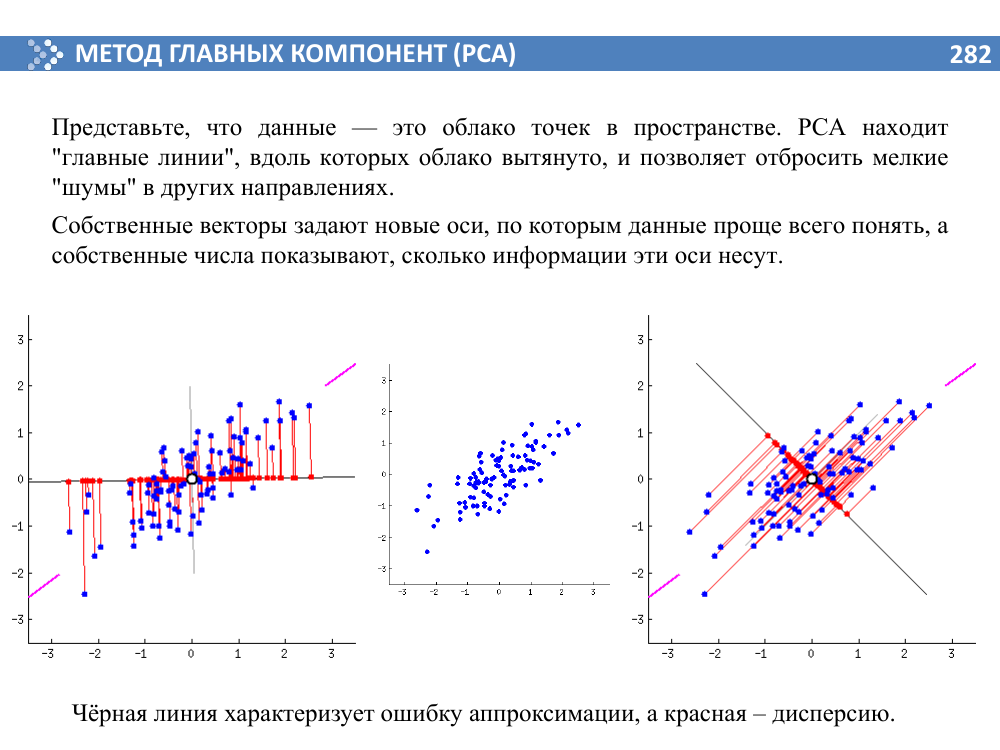 МЕТОД ГЛАВНЫХ КОМПОНЕНТ (PCA)
282
Представьте, что данные — это облако точек в пространстве. PCA находит
"главные линии", вдоль которых облако вытянуто, и позволяет отбросить мелкие
"шумы" в других направлениях.
Собственные векторы задают новые оси, по которым данные проще всего понять, а
собственные числа показывают, сколько информации эти оси несут.
3
2
1
0
−1
−2
−3
−3 −2 −1 0 1 2 3
3
2
1
0
−1
−2
−3
−3 −2 −1 0 1 2 3
3
2
1
0
−1
−2
−3
−3 −2 −1 0 1 2 3
Чёрная линия характеризует ошибку аппроксимации, а красная – дисперсию.